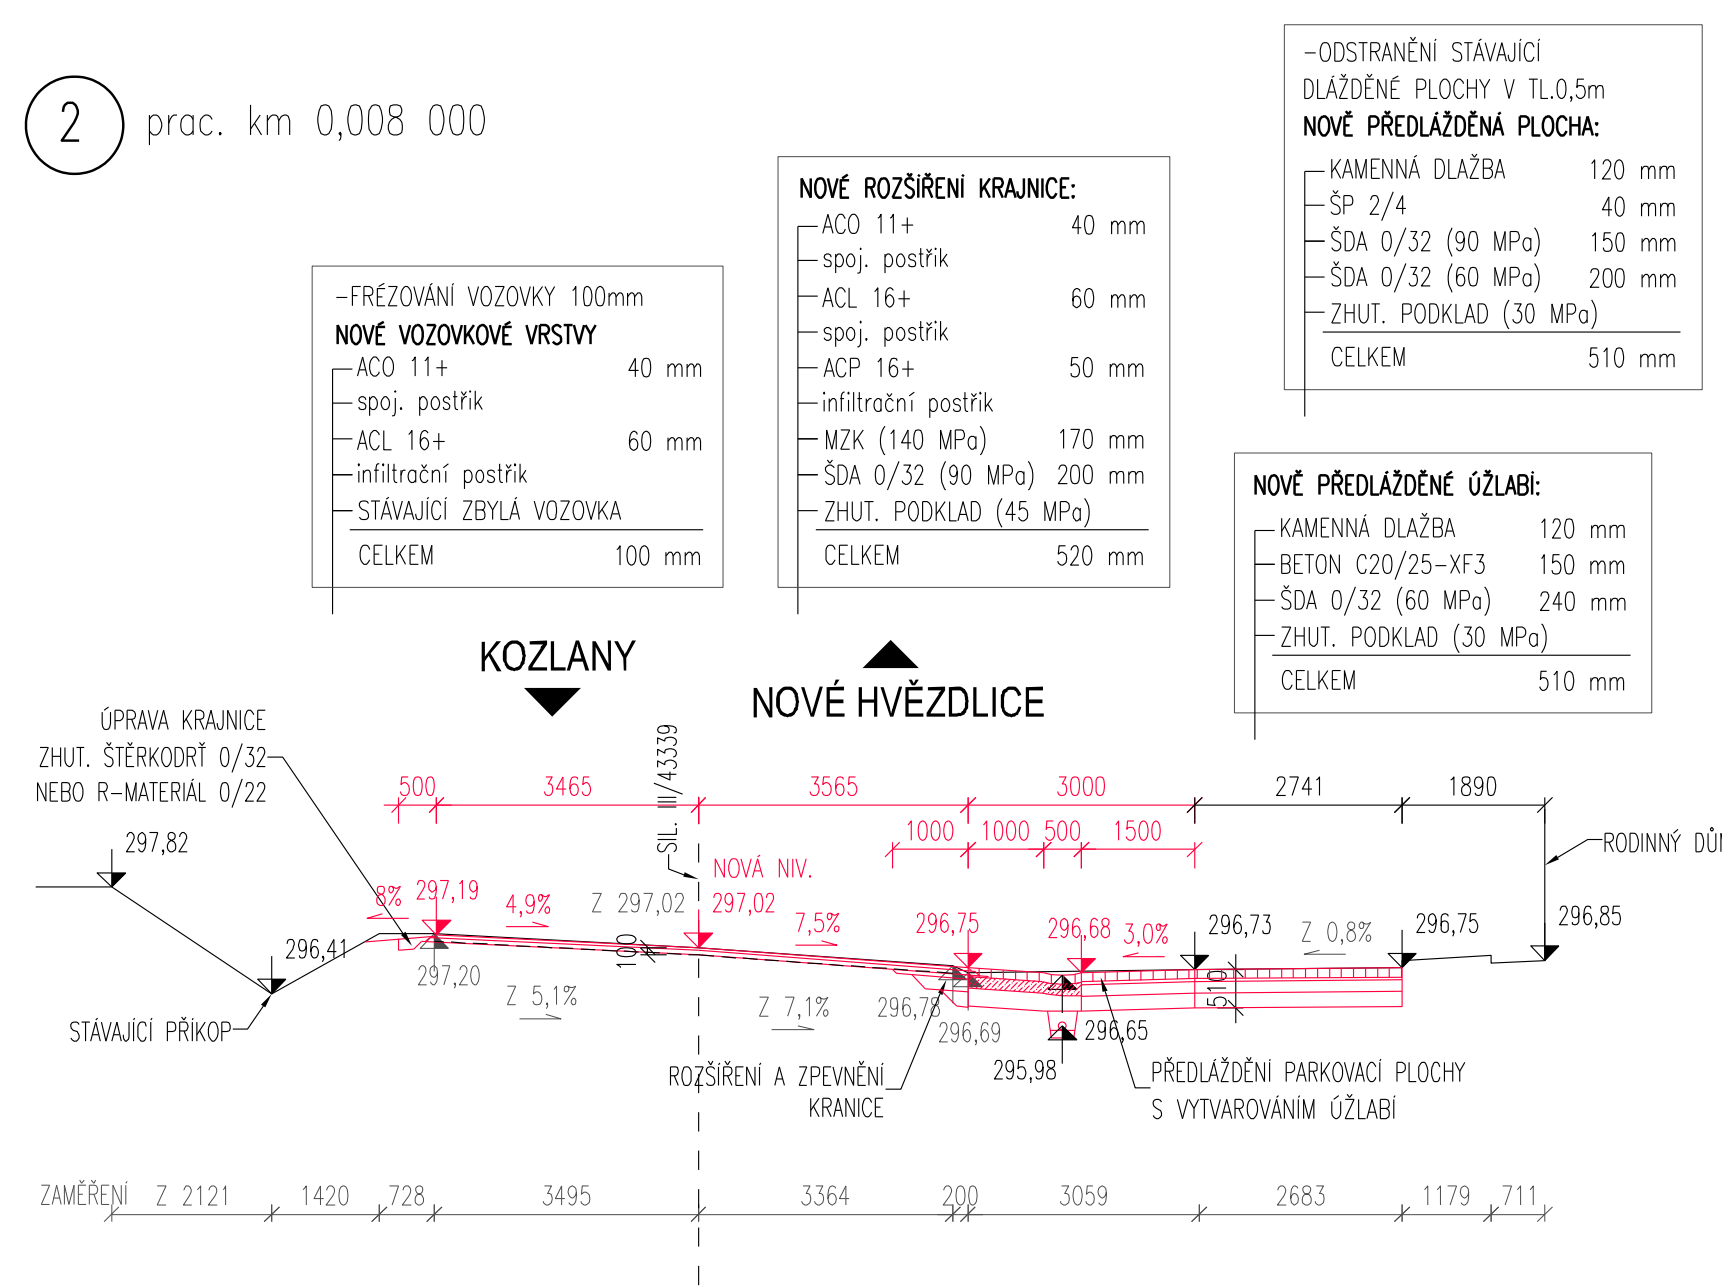 2 prac. km 0,008 000
-FRÉZOVÁNÍ VOZOVKY 100mm
NOVÉ VOZOVKOVÉ VRSTVY
ACO 11+ 40 mm
spoj. postřik
ACL 16+ 60 mm
infiltrační postřik
STÁVAJÍCÍ ZBYLÁ VOZOVKA
CELKEM 100 mm
NOVÉ ROZŠÍŘENÍ KRAJNICE:
ACO 11+ 40 mm
spoj. postřik
ACL 16+ 60 mm
spoj. postřik
ACP 16+ 50 mm
infiltrační postřik
MZK (140 MPa) 170 mm
ŠDA 0/32 (90 MPa) 200 mm
ZHUT. PODKLAD (45 MPa)
CELKEM 520 mm
-ODSTRANĚNÍ STÁVAJÍCÍ
DLÁŽDĚNÉ PLOCHY V TL.0,5m
NOVĚ PŘEDLÁŽDĚNÁ PLOCHA:
KAMENNÁ DLAŽBA 120 mm
ŠP 2/4 40 mm
ŠDA 0/32 (90 MPa) 150 mm
ŠDA 0/32 (60 MPa) 200 mm
ZHUT. PODKLAD (30 MPa)
CELKEM 510 mm
NOVĚ PŘEDLÁŽDĚNÉ ÚŽLABÍ:
KAMENNÁ DLAŽBA 120 mm
BETON C20/25-XF3 150 mm
ŠDA 0/32 (60 MPa) 240 mm
ZHUT. PODKLAD (30 MPa)
CELKEM 510 mm
KOZLANY
NOVÉ HVĚZDLICE
ÚPRAVA KRAJNICE
ZHUT. ŠTĚRKODRŤ 0/32
NEBO R-MATERIÁL 0/22
SIL. III/43339
500 3465 3565 3000 2741 1890
1000 1000 500 1500
RODINNÝ
297,82
NOVÁ NIV.
8% 297,19 4,9% Z 297,02 297,02 7,5% 296,75 296,68 3,0% 296,73 Z 0,8% 296,75 296,85
296,41
100
297,20
510
Z 5,1% Z 7,1% 296,78 296,69 296,65
STÁVAJÍCÍ PŘÍKOP
295,98
ROZŠÍŘENÍ A ZPEVNĚNÍ
KRANICE
PŘEDLÁŽDĚNÍ PARKOVACÍ PLOCHY
S VYTVAROVÁNÍM ÚŽLABÍ
ZAMĚŘENÍ Z 2121 1420 728 3495 3364 200 3059 2683 1179 711